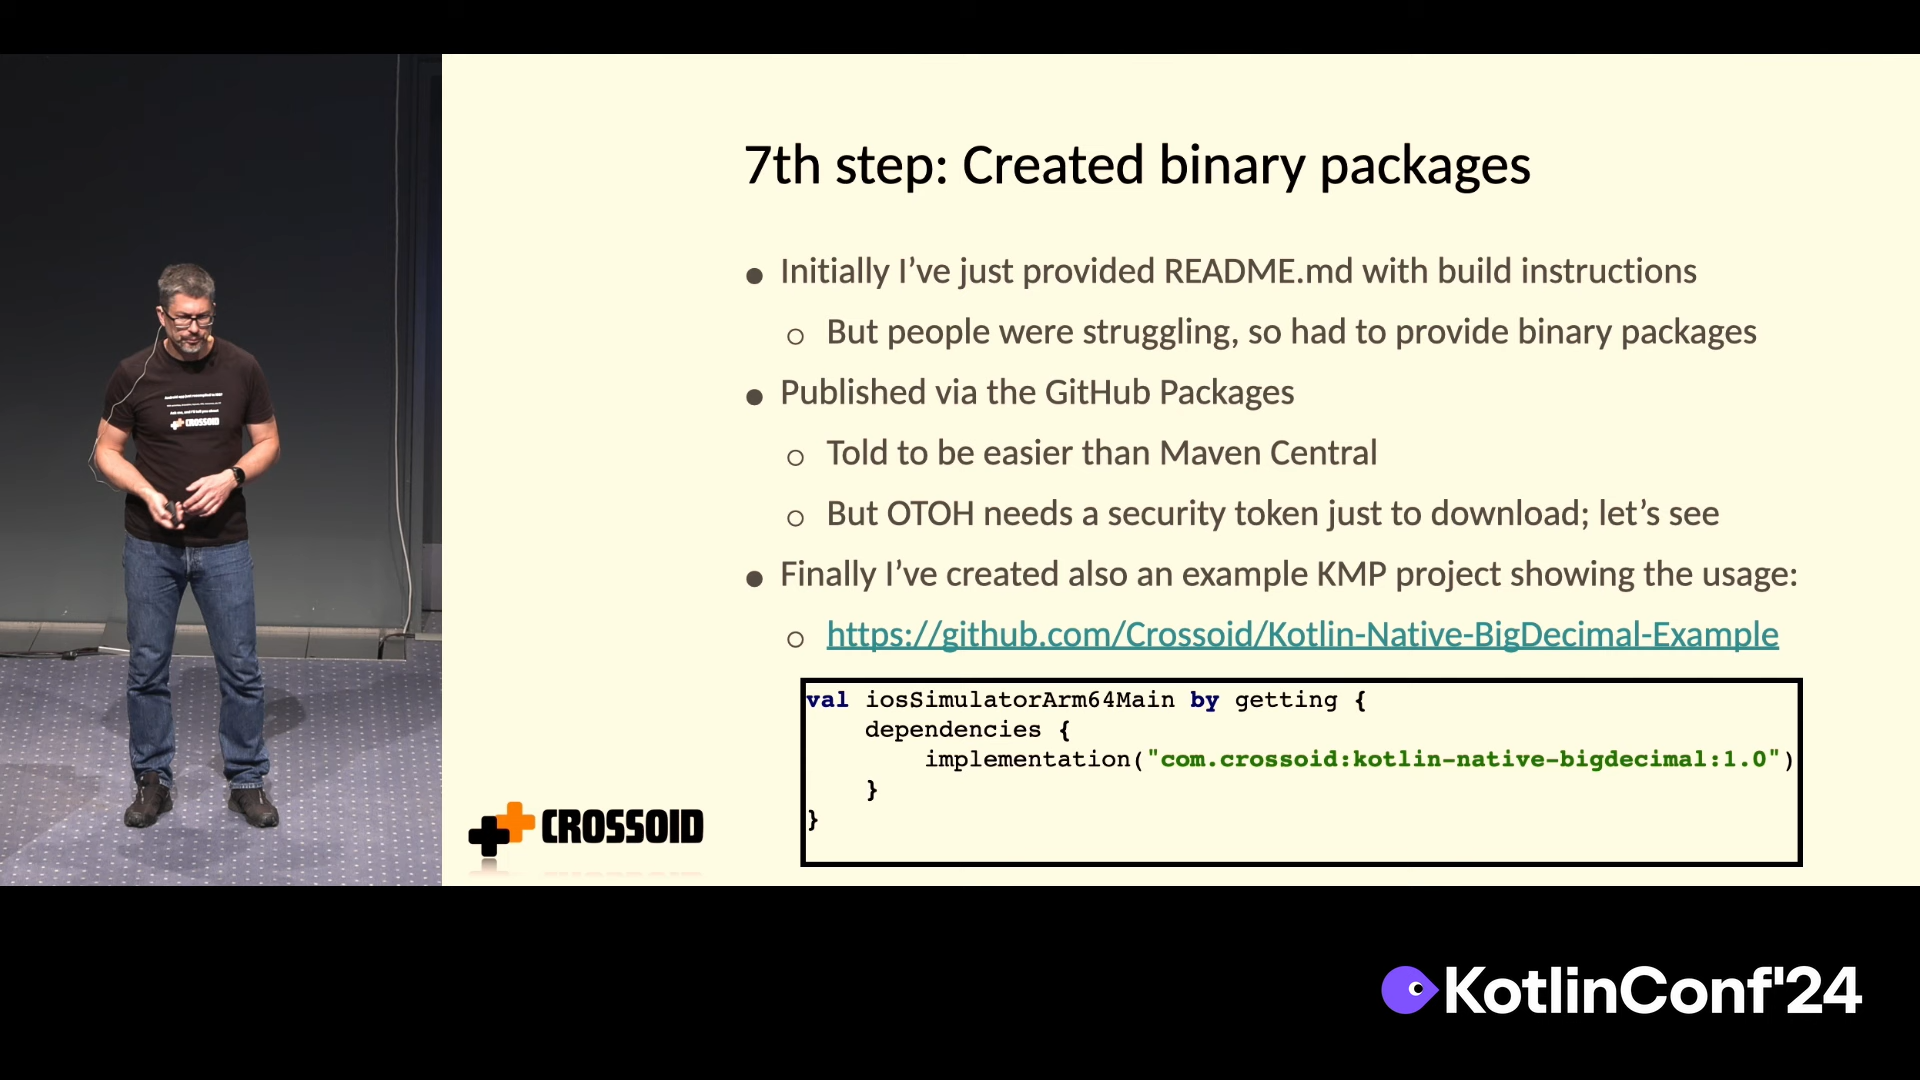 7th step: Created binary packages
● Initially I’ve just provided README.md with build instructions
○ But people were struggling, so had to provide binary packages
● Published via the GitHub Packages
○ Told to be easier than Maven Central
○ But OTOH needs a security token just to download; let’s see
● Finally I’ve created also an example KMP project showing the usage:
○ https://github.com/Crossoid/Kotlin-Native-BigDecimal-Example
val iosSimulatorArm64Main by getting {
    dependencies {
        implementation("com.crossoid:kotlin-native-bigdecimal:1.0")
    }
}
CROSSOID
CROSSOID
KotlinConf'24